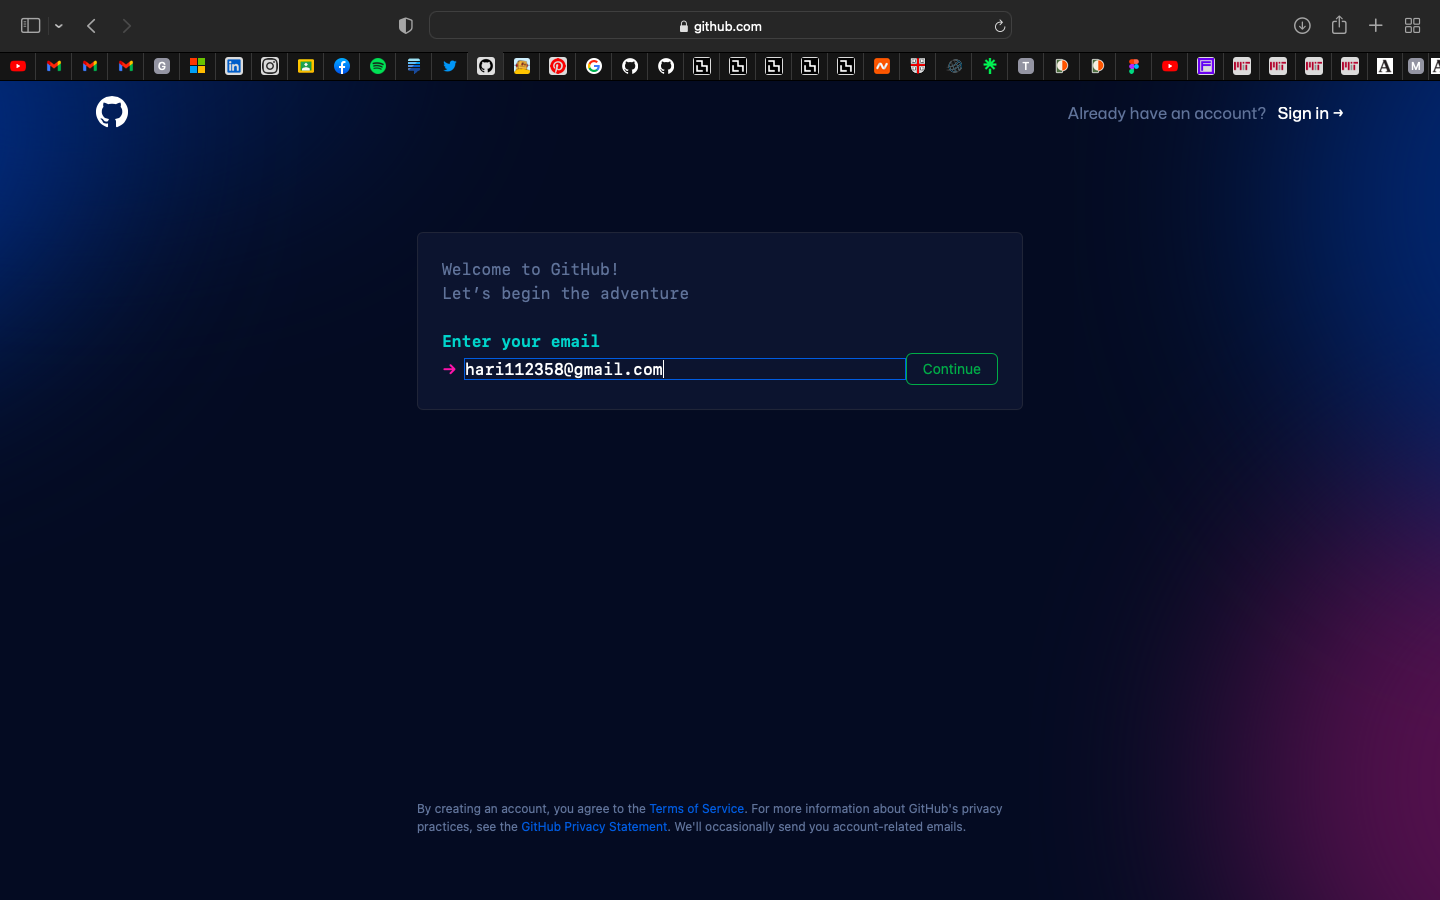 github.com
G
in
T
M
A
Already have an account? Sign in →
Welcome to GitHub!
Let's begin the adventure
Enter your email
→ hari112358@gmail.com
Continue
By creating an account, you agree to the Terms of Service. For more information about GitHub's privacy
practices, see the GitHub Privacy Statement. We'll occasionally send you account-related emails.